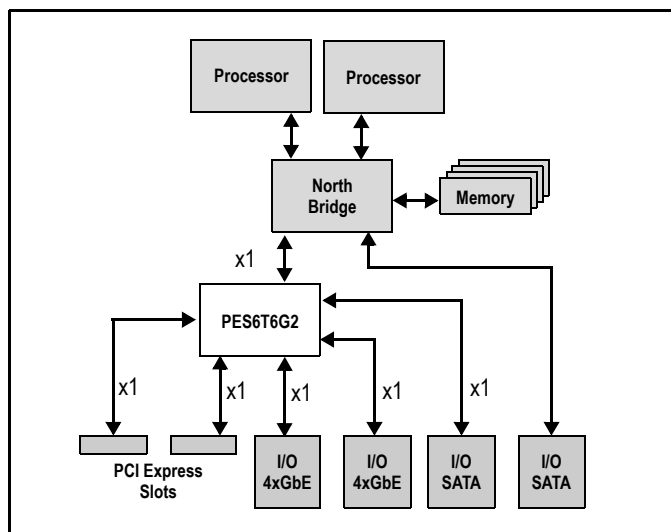 Processor
Processor
North
Bridge
Memory
x1
PES6T6G2
x1
x1
x1
x1
x1
PCI Express
Slots
I/O
4xGbE
I/O
4xGbE
I/O
SATA
I/O
SATA